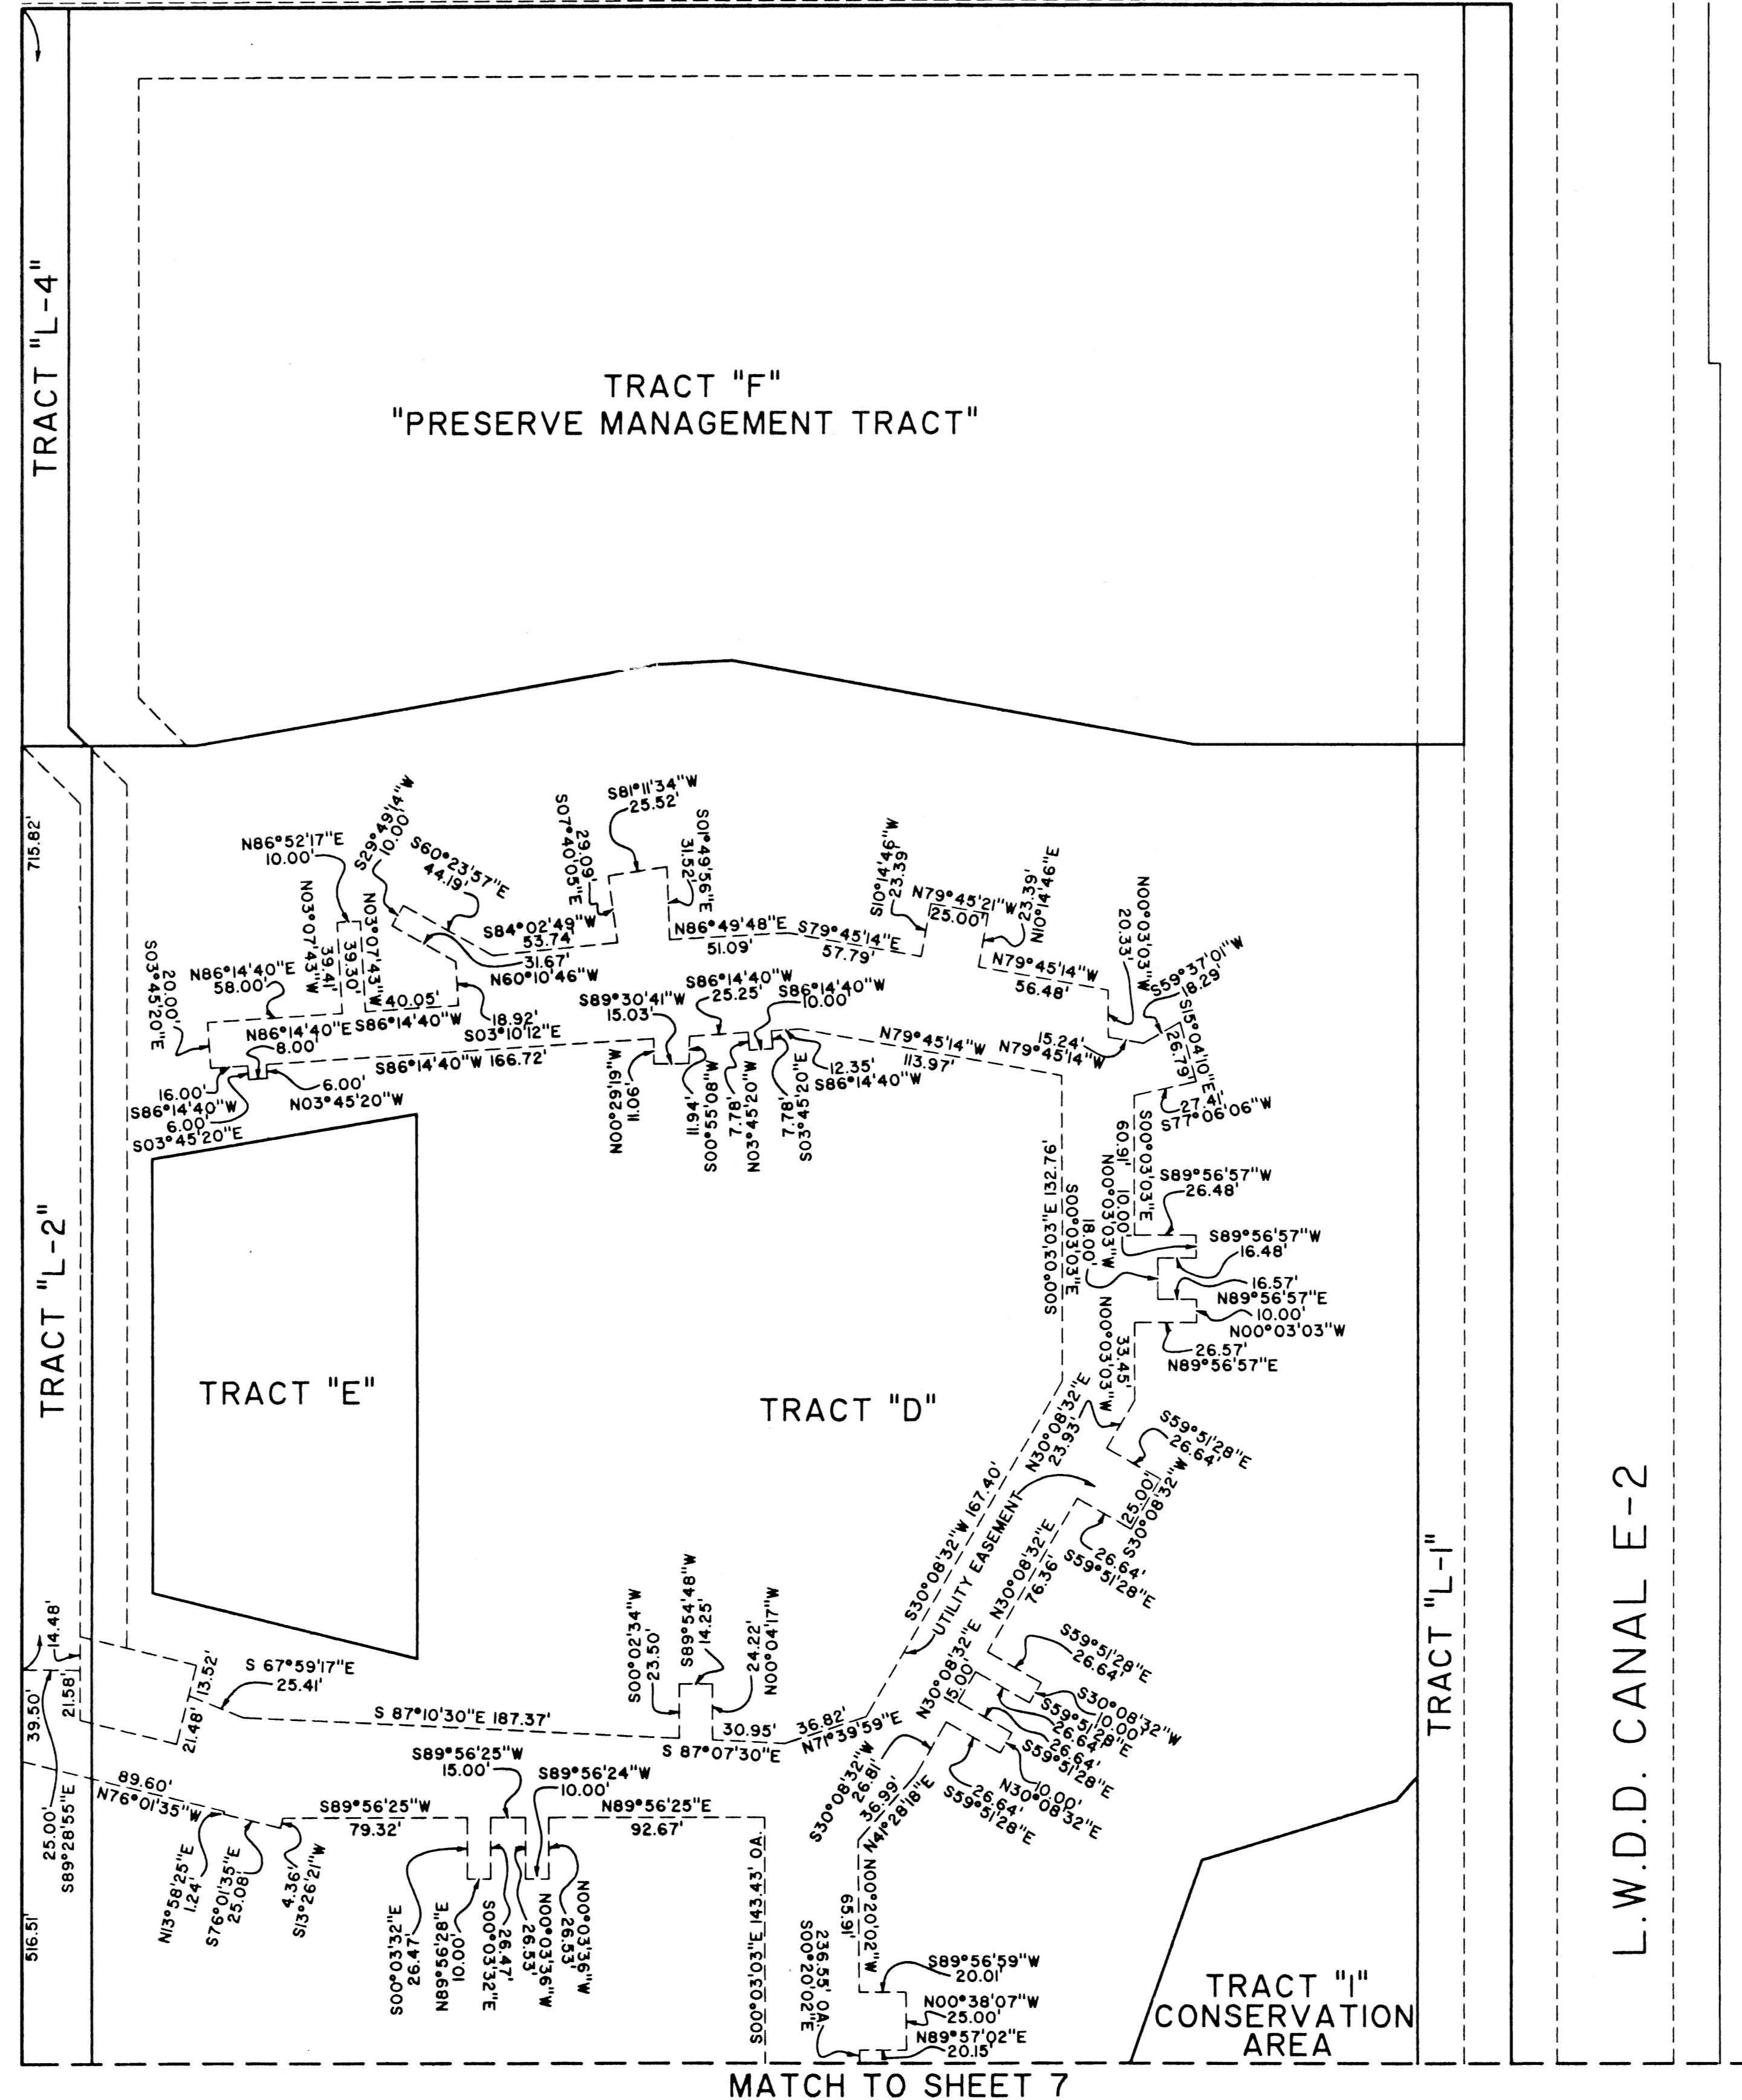 TRACT "L-4"
TRACT "F"
"PRESERVE MANAGEMENT TRACT"
715.82'
S81°11'34"W
25.52'
S07°40'05"E
29.09'
S01°49'56"E
31.52'
S29°49'14"W
10.00'
S60°23'57"E
44.19'
N86°52'17"E
10.00'
N03°07'43"W
39.41'
39.30'
N03°07'43"W
S84°02'49"W
53.74'
31.67'
N60°10'46"W
N86°49'48"E
51.09'
S79°45'14"E
57.79'
S10°14'46"W
23.39'
N79°45'21"W
25.00'
23.39'
N10°14'46"E
N79°45'14"W
56.48'
N00°03'03"W
20.33'
S59°37'01"W
18.29'
S15°04'10"E
26.79'
15.24'
N79°45'14"W
27.41'
S77°06'06"W
S03°45'20"E
20.00'
N86°14'40"E
58.00'
40.05'
S86°14'40"W
18.92'
S03°10'12"E
N86°14'40"E
8.00'
S86°14'40"W 166.72'
16.00'
S86°14'40"W
6.00'
S03°45'20"E
6.00'
N03°45'20"W
S89°30'41"W
15.03'
S86°14'40"W
25.25'
S86°14'40"W
10.00'
N00°29'19"W
11.06'
11.94'
S00°55'08"W
7.78'
N03°45'20"W
7.78'
S03°45'20"E
12.35'
S86°14'40"W
N79°45'14"W
113.97'
S00°03'03"E 132.76'
S00°03'03"E
18.00'
N00°03'03"W
10.00'
60.91'
S00°03'03"E
S89°56'57"W
26.48'
S89°56'57"W
16.48'
16.57'
N89°56'57"E
10.00'
N00°03'03"W
26.57'
N89°56'57"E
N00°03'03"W
33.45'
TRACT "L-2"
TRACT "E"
TRACT "D"
N30°08'32"E
23.93'
S59°51'28"E
26.64'
25.00'
S30°08'32"W
26.64'
S59°51'28"E
S30°08'32"W 167.40'
UTILITY EASEMENT
N30°08'32"E
76.36'
S59°51'28"E
26.64'
S30°08'32"W
10.00'
S59°51'28"E
26.64'
N30°08'32"E
15.00'
26.64'
S59°51'28"E
N30°08'32"E
10.00'
26.64'
S59°51'28"E
S30°08'32"W
26.81'
36.99'
N41°28'18"E
14.48'
39.50'
21.58'
13.52'
21.48'
S 67°59'17"E
25.41'
S 87°10'30"E 187.37'
S00°02'34"W
23.50'
S89°54'48"W
14.25'
24.22'
N00°04'17"W
30.95'
S 87°07'30"E
36.82'
N71°39'59"E
89.60'
N76°01'35"W
25.00'
S89°28'55"E
N13°58'25"E
1.24'
S76°01'35"E
25.08'
4.36'
S13°26'21"W
S89°56'25"W
79.32'
S89°56'25"W
15.00'
S89°56'24"W
10.00'
N89°56'25"E
92.67'
S00°03'32"E
26.47'
N89°56'28"E
10.00'
S00°03'32"E
26.47'
26.53'
N00°03'36"W
26.53'
N00°03'36"W
S00°03'03"E 143.43' OA.
N00°20'02"W
65.91'
236.55' OA.
S00°20'02"E
S89°56'59"W
20.01'
N00°38'07"W
25.00'
N89°57'02"E
20.15'
516.51'
TRACT "L-1"
TRACT "I"
CONSERVATION
AREA
L.W.D.D. CANAL E-2
MATCH TO SHEET 7